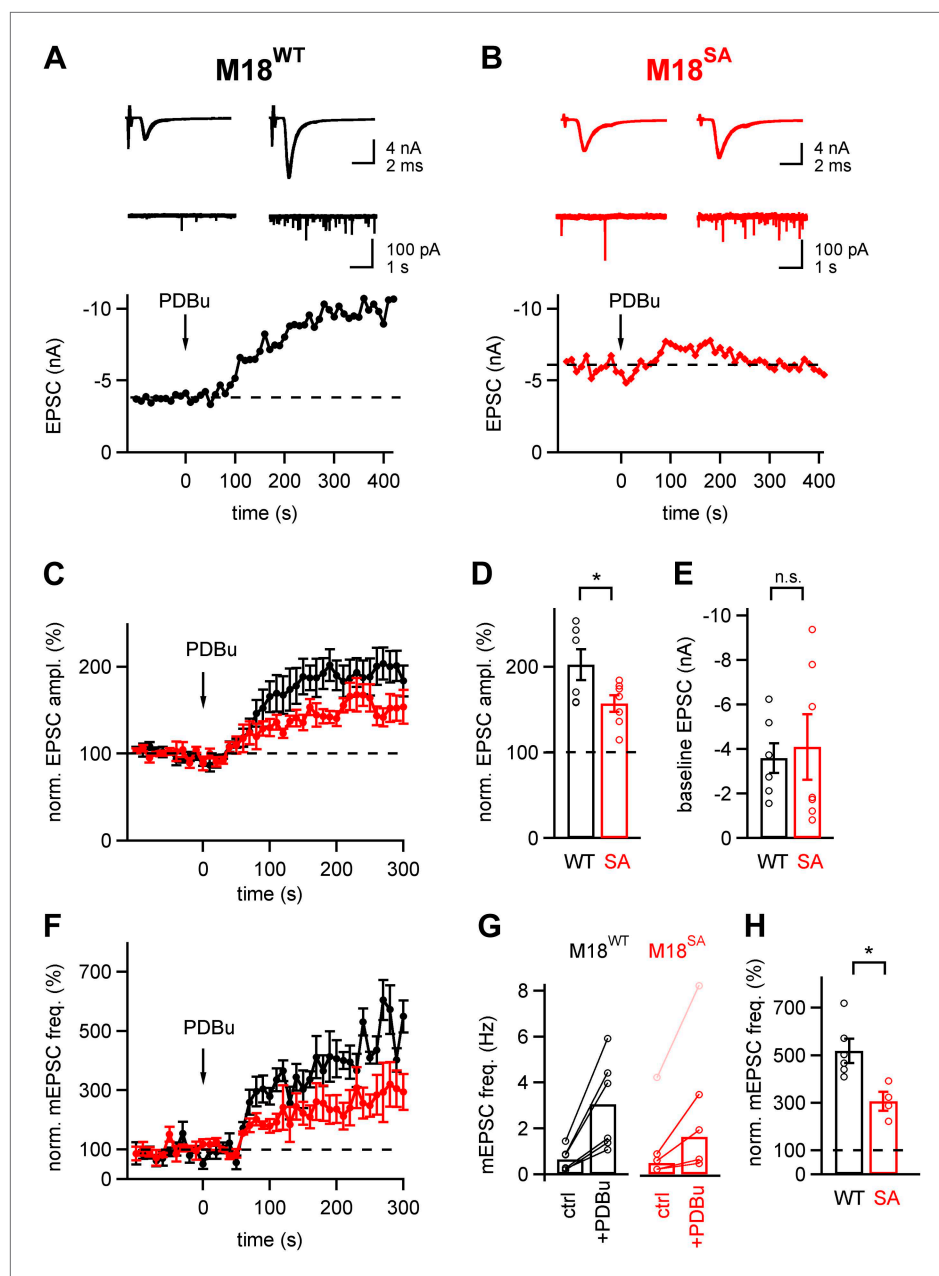 A
M18WT
4 nA
2 ms
100 pA
1 s
PDBu
-10
-5
0
EPSC (nA)
0 100 200 300 400
time (s)
B
M18SA
4 nA
2 ms
100 pA
1 s
PDBu
-10
-5
0
EPSC (nA)
0 100 200 300 400
time (s)
C
PDBu
200
100
0
norm. EPSC ampl. (%)
0 100 200 300
time (s)
D
*
200
100
0
norm. EPSC ampl. (%)
WT SA
E
n.s.
-10
-8
-6
-4
-2
0
baseline EPSC (nA)
WT SA
F
PDBu
700
500
300
100
0
norm. mEPSC freq. (%)
0 100 200 300
time (s)
G
M18WT M18SA
8
6
4
2
0
mEPSC freq. (Hz)
ctrl +PDBu ctrl +PDBu
H
*
700
500
300
100
0
norm. mEPSC freq. (%)
WT SA